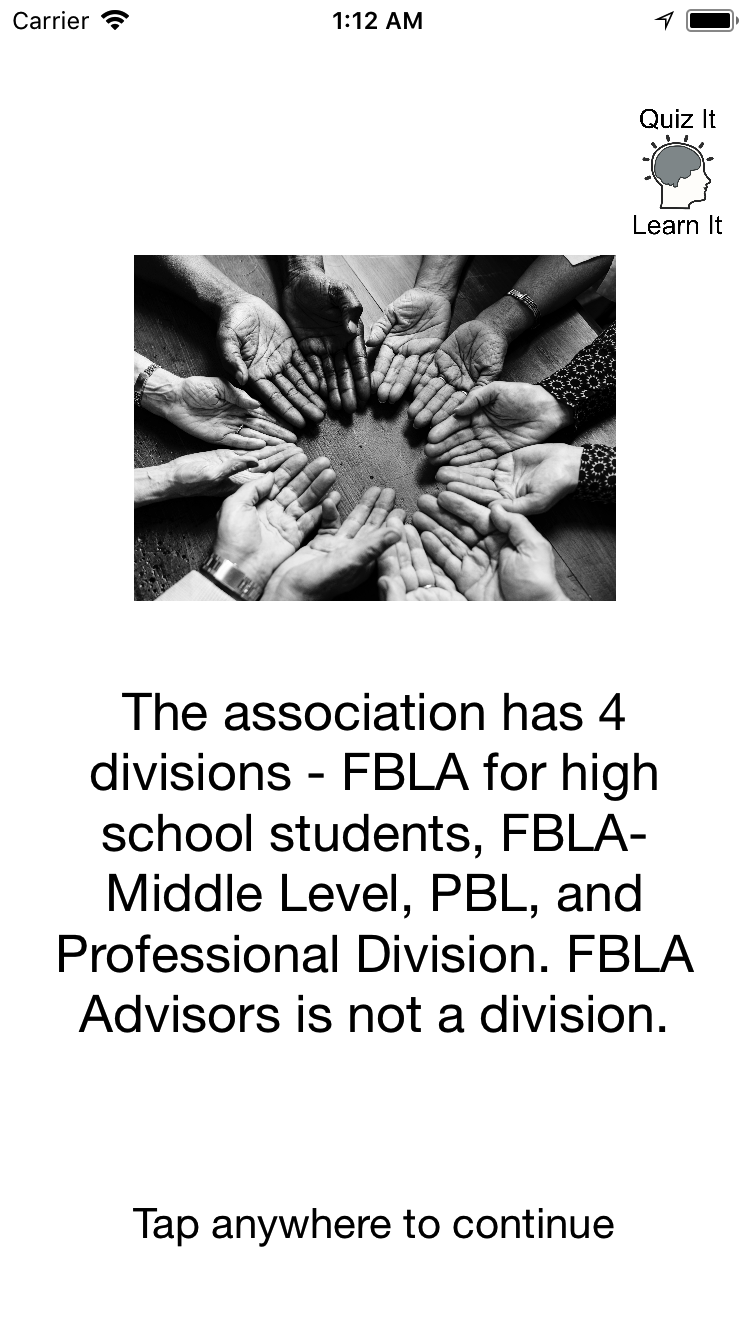 Carrier 1:12 AM
Quiz It
Learn It
The association has 4
divisions - FBLA for high
school students, FBLA-
Middle Level, PBL, and
Professional Division. FBLA
Advisors is not a division.
Tap anywhere to continue